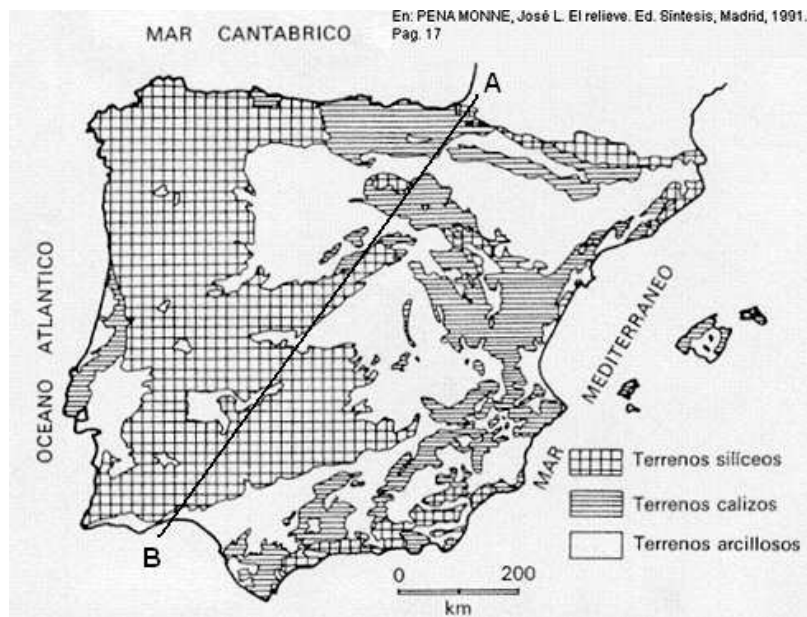 En: PENA MONNE, José L. El relieve. Ed. Síntesis, Madrid, 1991.
Pag. 17
MAR CANTABRICO
A
OCEANO ATLANTICO
MAR MEDITERRANEO
Terrenos silíceos
Terrenos calizos
Terrenos arcillosos
B
0 200
km